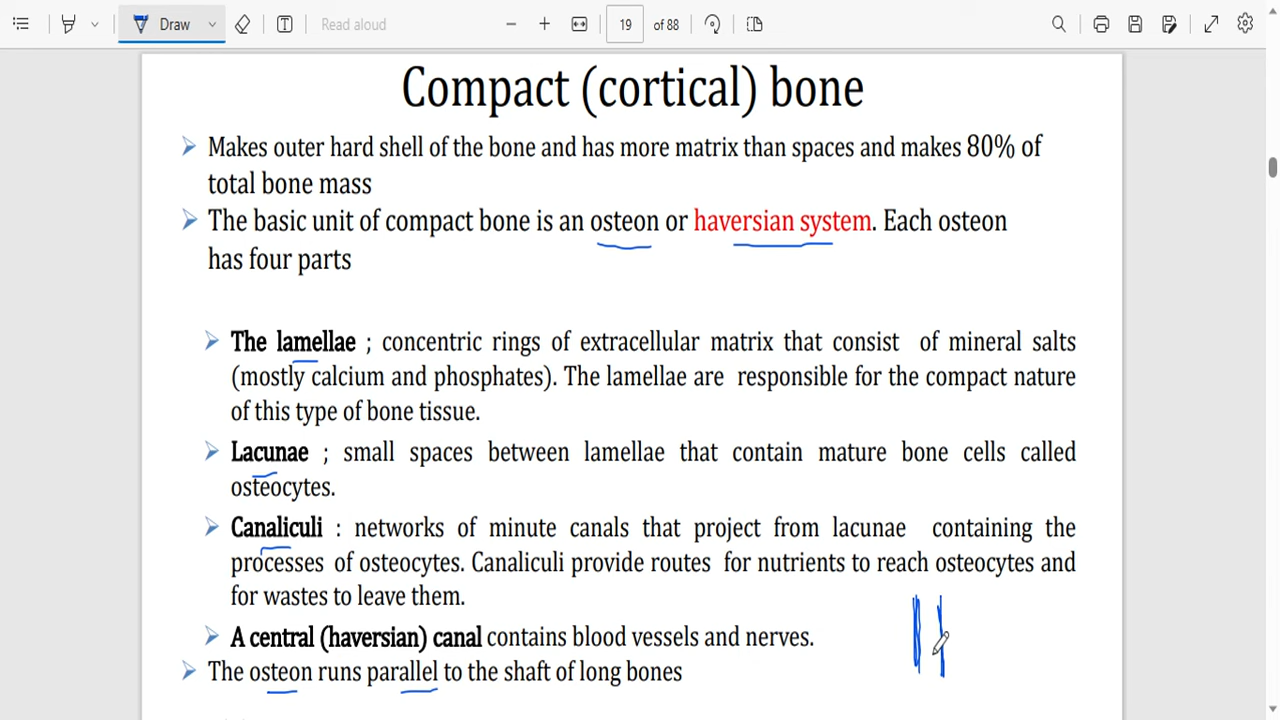 Draw
Read aloud
19
of 88
Compact (cortical) bone
Makes outer hard shell of the bone and has more matrix than spaces and makes 80% of
total bone mass
The basic unit of compact bone is an osteon or haversian system. Each osteon
has four parts
The lamellae ; concentric rings of extracellular matrix that consist of mineral salts
(mostly calcium and phosphates). The lamellae are responsible for the compact nature
of this type of bone tissue.
Lacunae ; small spaces between lamellae that contain mature bone cells called
osteocytes.
Canaliculi : networks of minute canals that project from lacunae containing the
processes of osteocytes. Canaliculi provide routes for nutrients to reach osteocytes and
for wastes to leave them.
A central (haversian) canal contains blood vessels and nerves.
The osteon runs parallel to the shaft of long bones